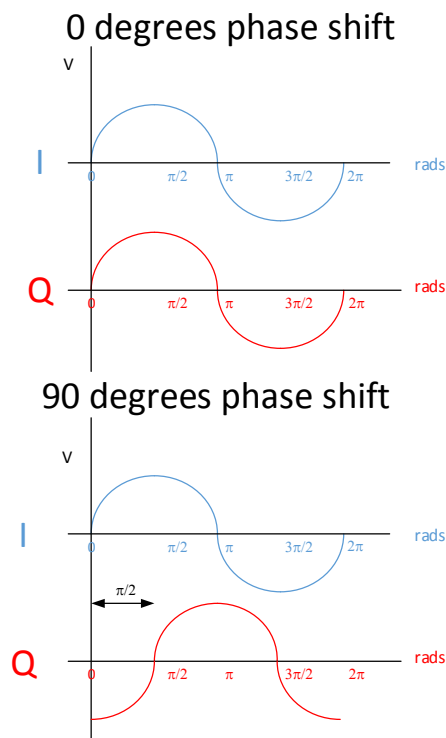 0 degrees phase shift
V
I
0 π/2 π 3π/2 2π rads
Q
0 π/2 π 3π/2 2π rads
90 degrees phase shift
V
I
0 π/2 π 3π/2 2π rads
π/2
Q
0 π/2 π 3π/2 2π rads